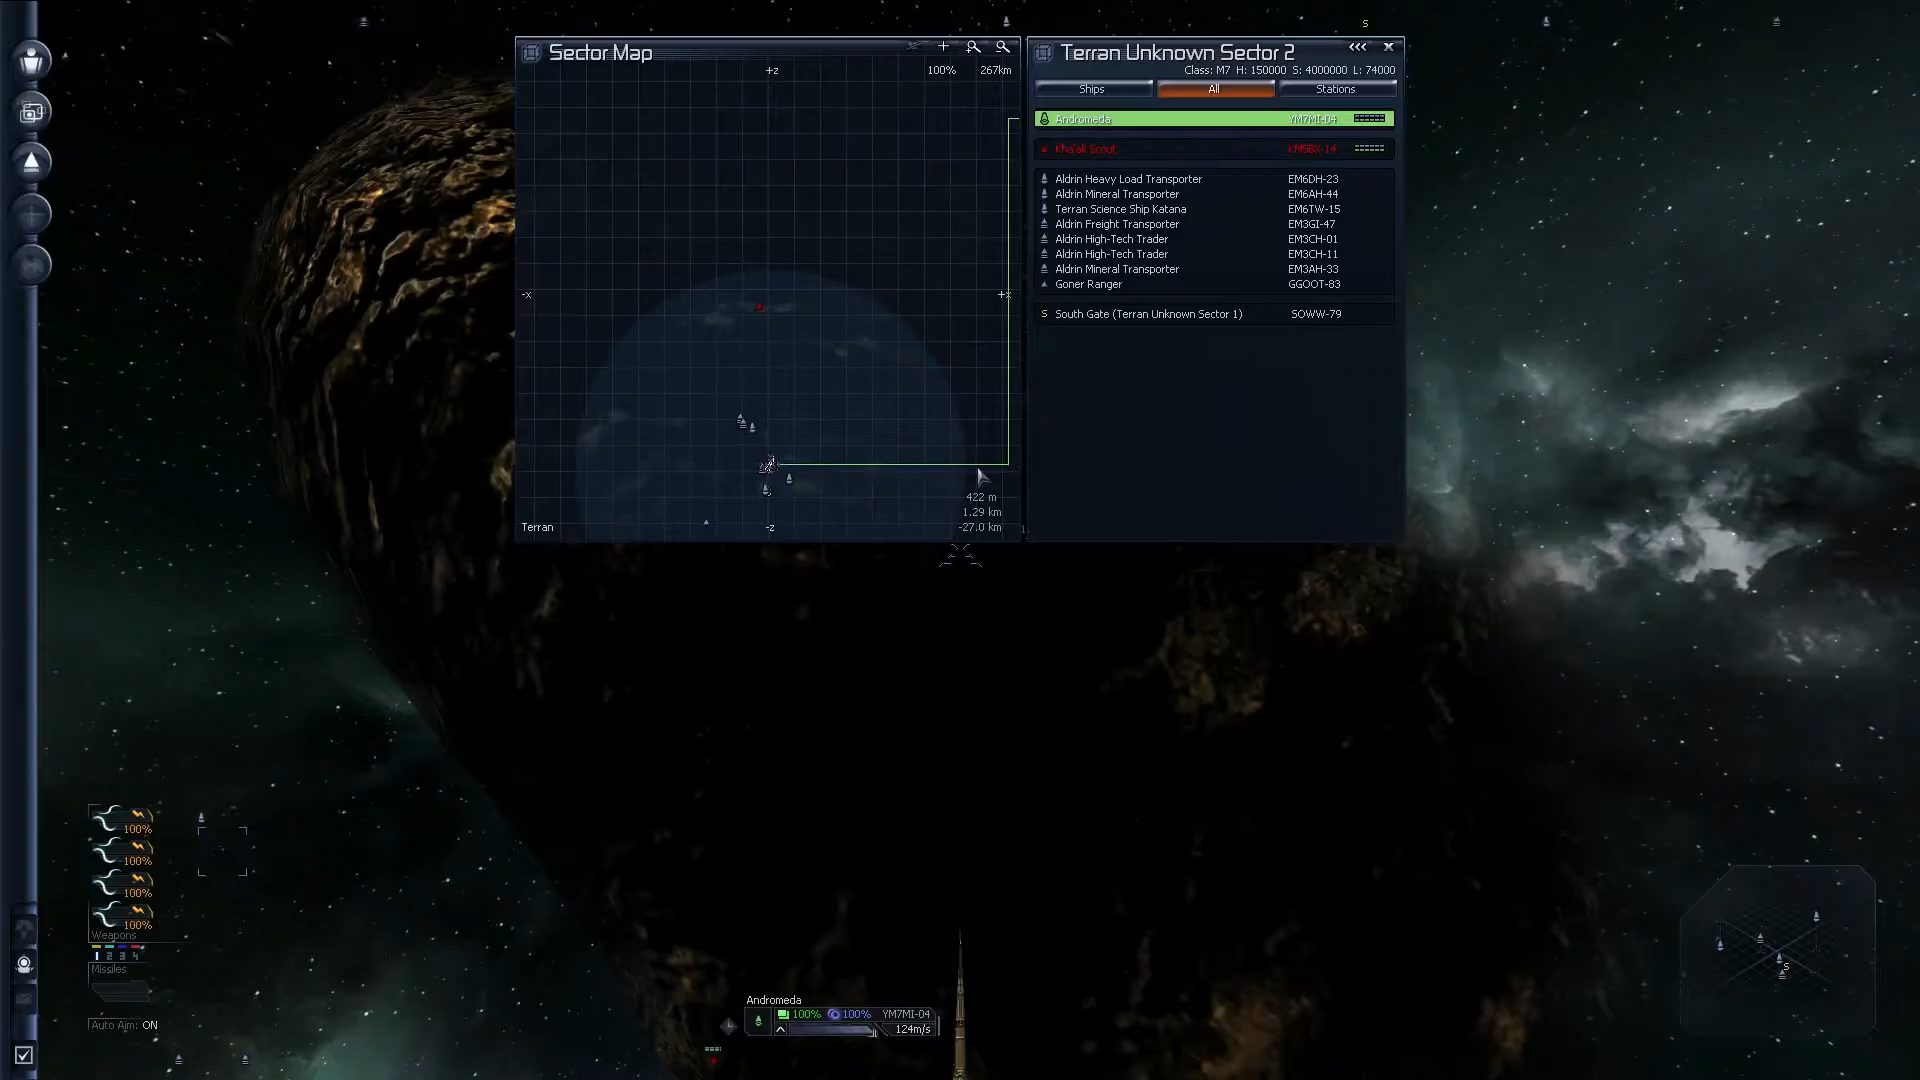 S
Sector Map
100% 267km
+z
-x
+x
Terran
-z
422 m
1.29 km
-27.0 km
Terran Unknown Sector 2
Class: M7 H: 150000 S: 4000000 L: 74000
Ships All Stations
Andromeda YM7MI-04
Kha'ak Scout KMSBX-14
Aldrin Heavy Load Transporter EM6DH-23
Aldrin Mineral Transporter EM6AH-44
Terran Science Ship Katana EM6TW-15
Aldrin Freight Transporter EM3GI-47
Aldrin High-Tech Trader EM3CH-01
Aldrin High-Tech Trader EM3CH-11
Aldrin Mineral Transporter EM3AH-33
Goner Ranger GGOOT-83
S South Gate (Terran Unknown Sector 1) SOWW-79
100%
100%
100%
100%
Weapons
1 2 3 4
Missiles
Auto Aim: ON
Andromeda
100% 100% YM7MI-04
124m/s
S